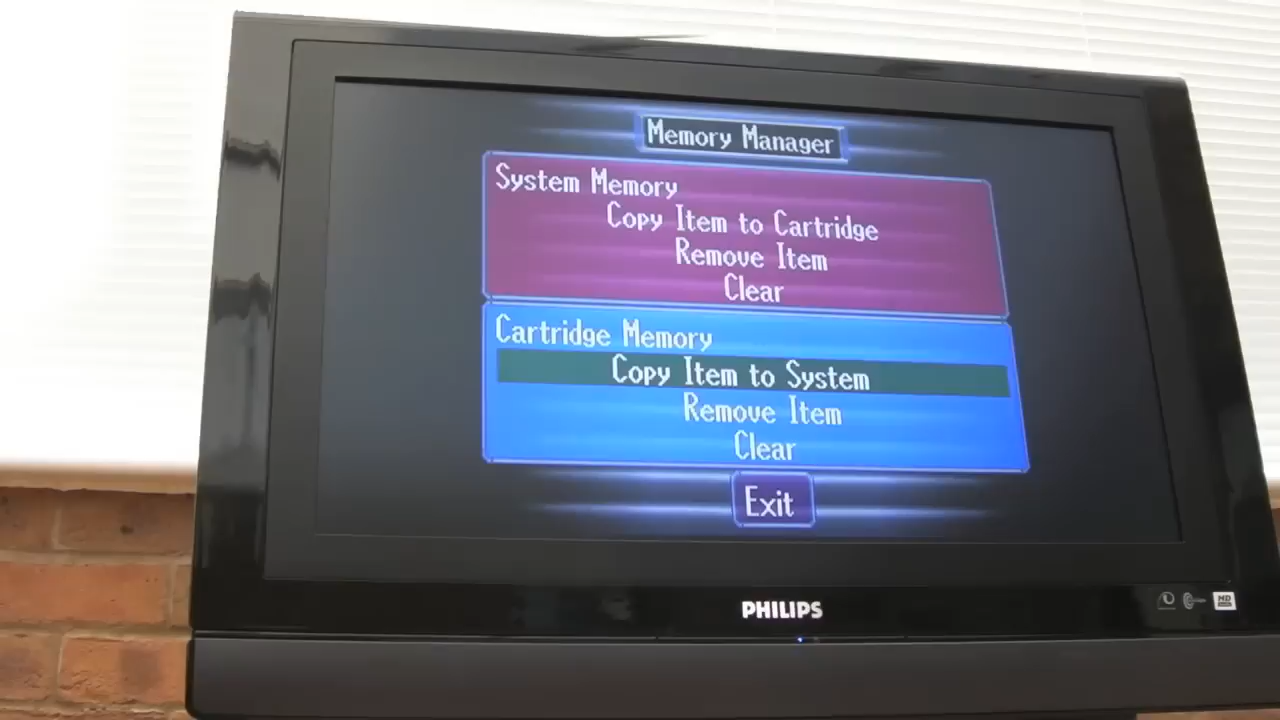 Memory Manager
System Memory
Copy Item to Cartridge
Remove Item
Clear
Cartridge Memory
Copy Item to System
Remove Item
Clear
Exit
PHILIPS
HD